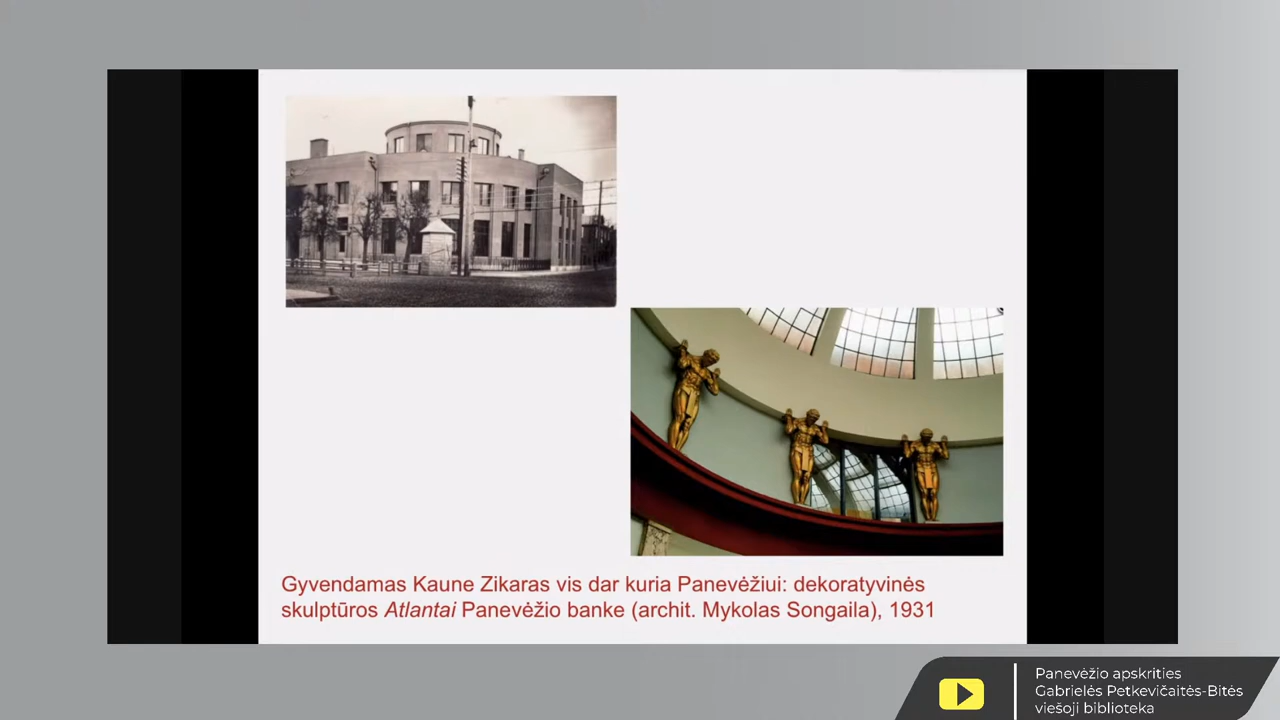 Gyvendamas Kaune Zikaras vis dar kuria Panevėžiui: dekoratyvinės
skulptūros Atlantai Panevėžio banke (archit. Mykolas Songaila), 1931
Panevėžio apskrities
Gabrielės Petkevičaitės-Bitės
viešoji biblioteka